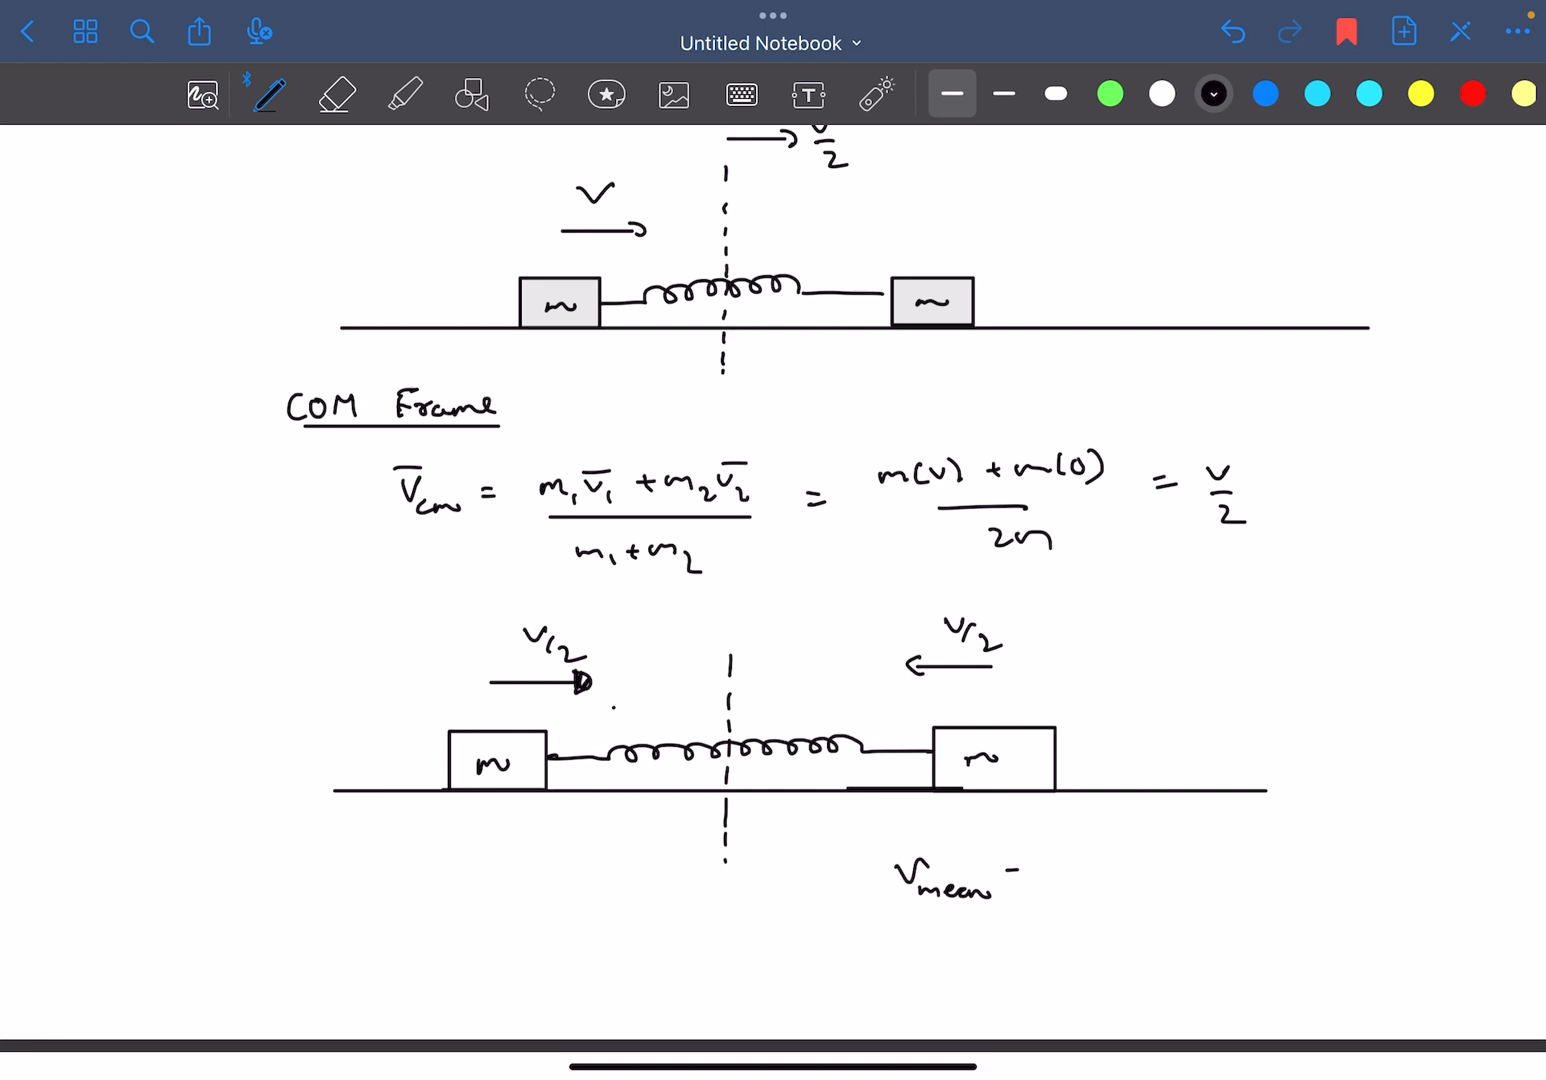 Untitled Notebook
T
v/2
V
m m
COM Frame
V̄cm = (m₁v̄₁ + m₂v̄₂)/(m₁+m₂) = (m(v) + m(0))/2m = v/2
v/2 v/2
m m
Vmean -